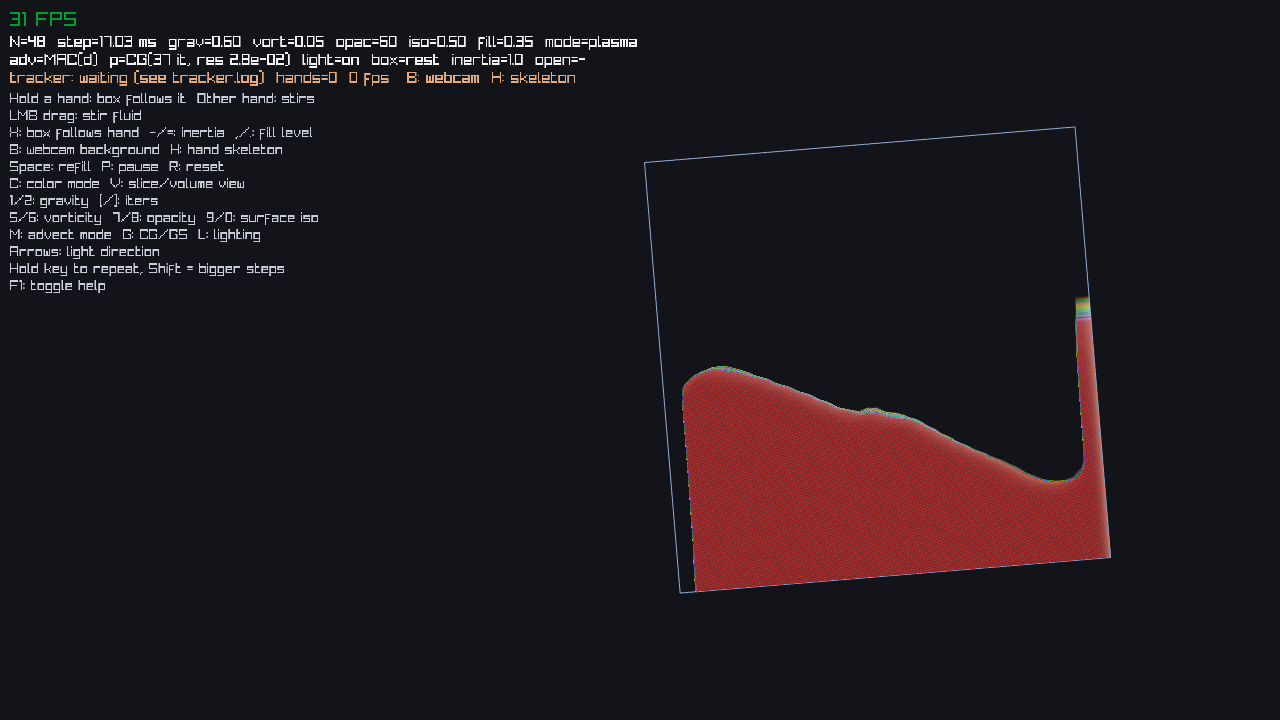 31 FPS
N=48 step=17.03 ms grav=0.60 vort=0.05 opac=60 iso=0.50 fill=0.35 mode=plasma
adv=MAC(d) p=CG(37 it, res 2.8e-02) light=on box=rest inertia=1.0 open=-
tracker: waiting (see tracker.log) hands=0 0 fps B: webcam H: skeleton
Hold a hand: box follows it Other hand: stirs
LMB drag: stir fluid
X: box follows hand -/=: inertia ,/.: fill level
B: webcam background H: hand skeleton
Space: refill P: pause R: reset
C: color mode V: slice/volume view
1/2: gravity [/]: iters
5/6: vorticity 7/8: opacity 9/0: surface iso
M: advect mode G: CG/GS L: lighting
Arrows: light direction
Hold key to repeat, Shift = bigger steps
F1: toggle help